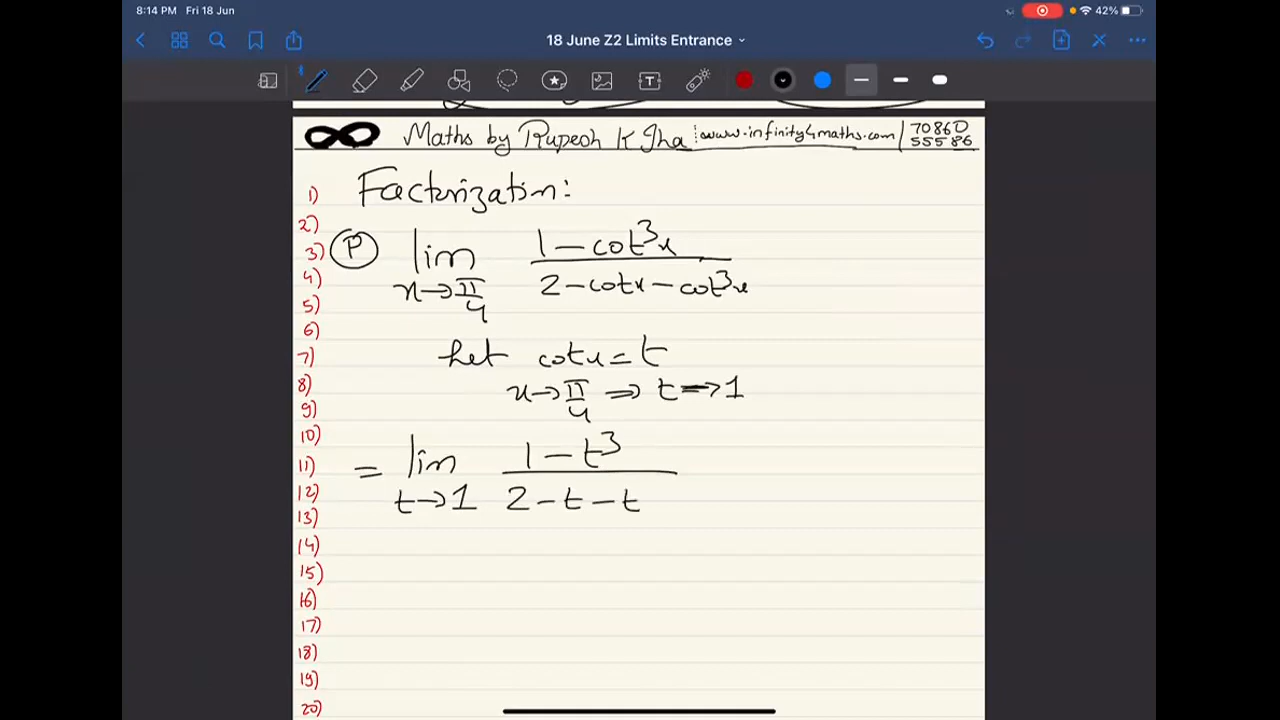 8:14 PM Fri 18 Jun 42%
18 June Z2 Limits Entrance
Maths by Rupesh K Jha www.infinity4maths.com 70860 55586
1) Factorization:
2)
3) P lim x→π/4 (1 - cot³x)/(2 - cotx - cot³x)
4)
5)
6)
7) Let cotx = t
8) x→π/4 ⇒ t→1
9)
10)
11) = lim t→1 (1 - t³)/(2 - t - t
12)
13)
14)
15)
16)
17)
18)
19)
20)